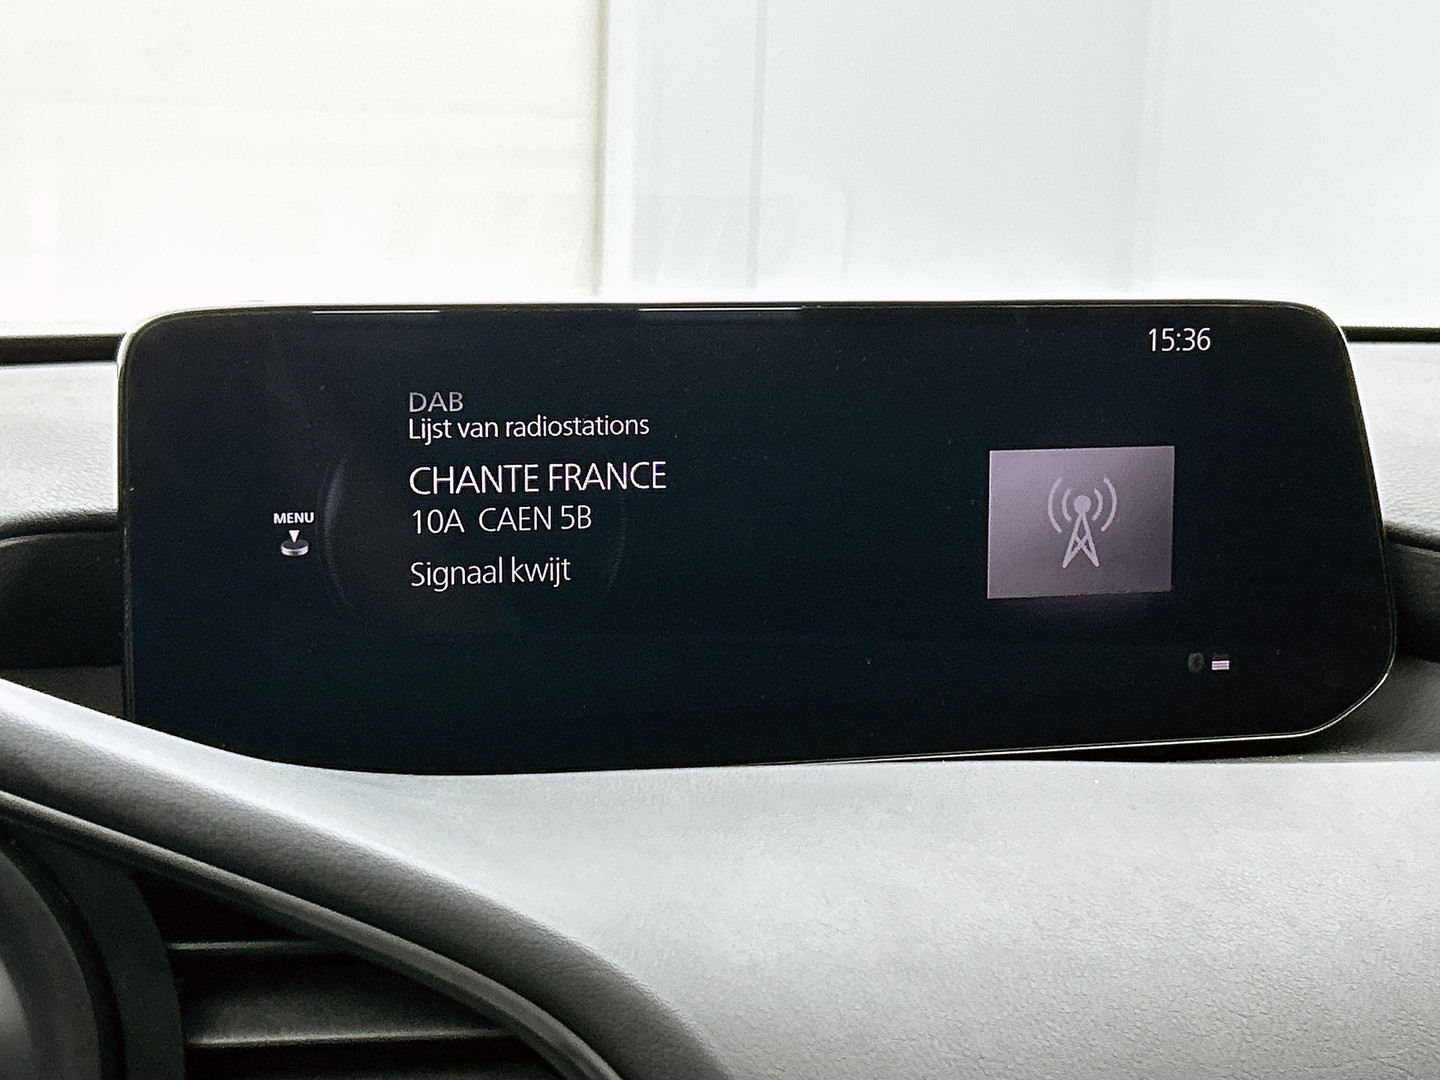 15:36
DAB
Lijst van radiostations
CHANTE FRANCE
MENU
10A CAEN 5B
Signaal kwijt